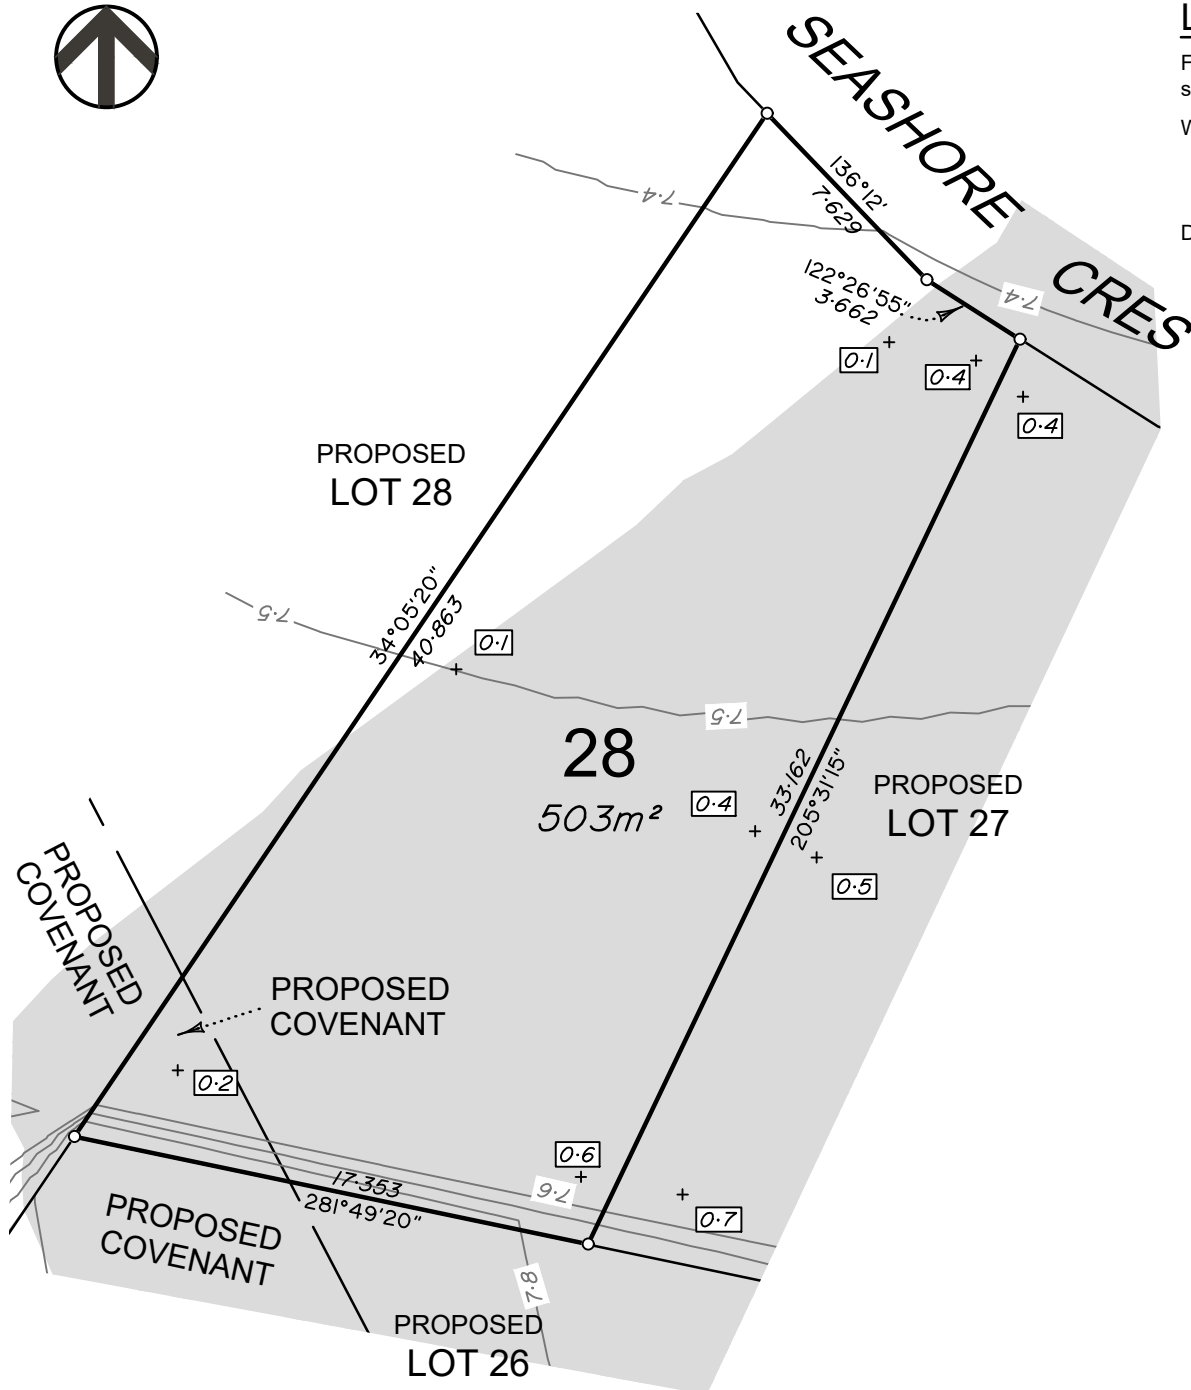 SEASHORE
CRES
L
F
s
W
D
136°12'
7·629
7·4
122°26'55"
3·662
7·4
0·1
0·4
0·4
PROPOSED
LOT 28
34°05'20"
40·863
7·5
0·1
7·5
28
503m²
33·162
205°31'15"
0·4
PROPOSED
LOT 27
0·5
PROPOSED
COVENANT
PROPOSED
COVENANT
0·2
0·6
7·6
17·353
281°49'20"
0·7
PROPOSED
COVENANT
7·8
PROPOSED
LOT 26